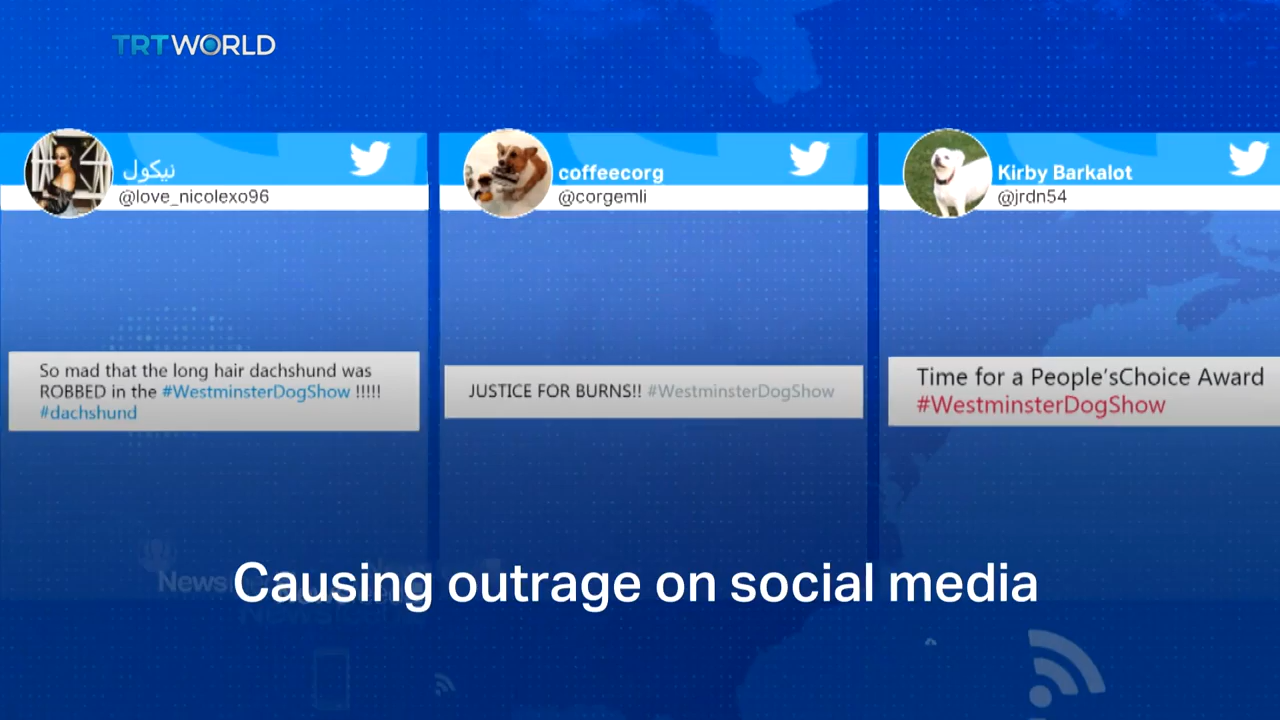 TRTWORLD
نيكول
@love_nicolexo96
So mad that the long hair dachshund was
ROBBED in the #WestminsterDogShow !!!!!
#dachshund
coffeecorg
@corgemli
JUSTICE FOR BURNS!! #WestminsterDogShow
Kirby Barkalot
@jrdn54
Time for a People'sChoice Award
#WestminsterDogShow
News
Causing outrage on social media